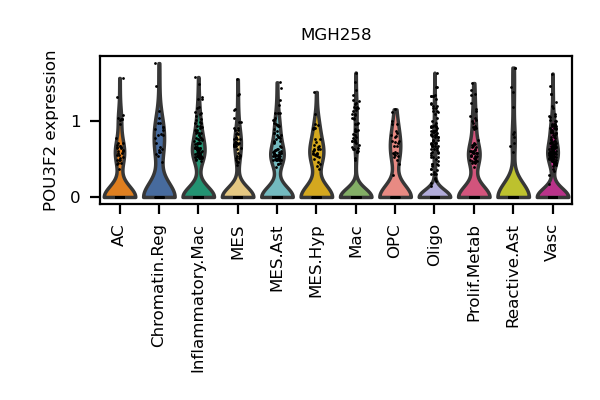 MGH258
POU3F2 expression
1
0
AC
Chromatin.Reg
Inflammatory.Mac
MES
MES.Ast
MES.Hyp
Mac
OPC
Oligo
Prolif.Metab
Reactive.Ast
Vasc